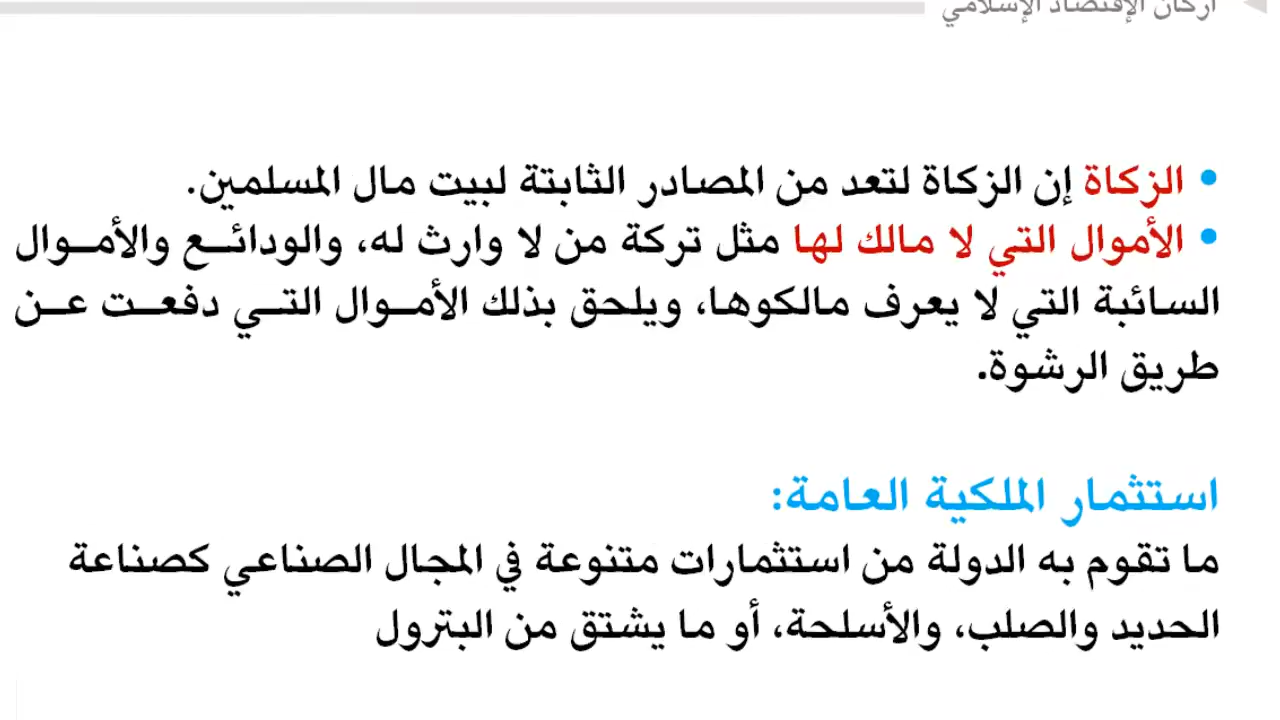 أركان الإقتصاد الإسلامي
• الزكاة إن الزكاة لتعد من المصادر الثابتة لبيت مال المسلمين.
• الأموال التي لا مالك لها مثل تركة من لا وارث له، والودائع والأموال
السائبة التي لا يعرف مالكوها، ويلحق بذلك الأموال التي دفعت عن
طريق الرشوة.
استثمار الملكية العامة:
ما تقوم به الدولة من استثمارات متنوعة في المجال الصناعي كصناعة
الحديد والصلب، والأسلحة، أو ما يشتق من البترول